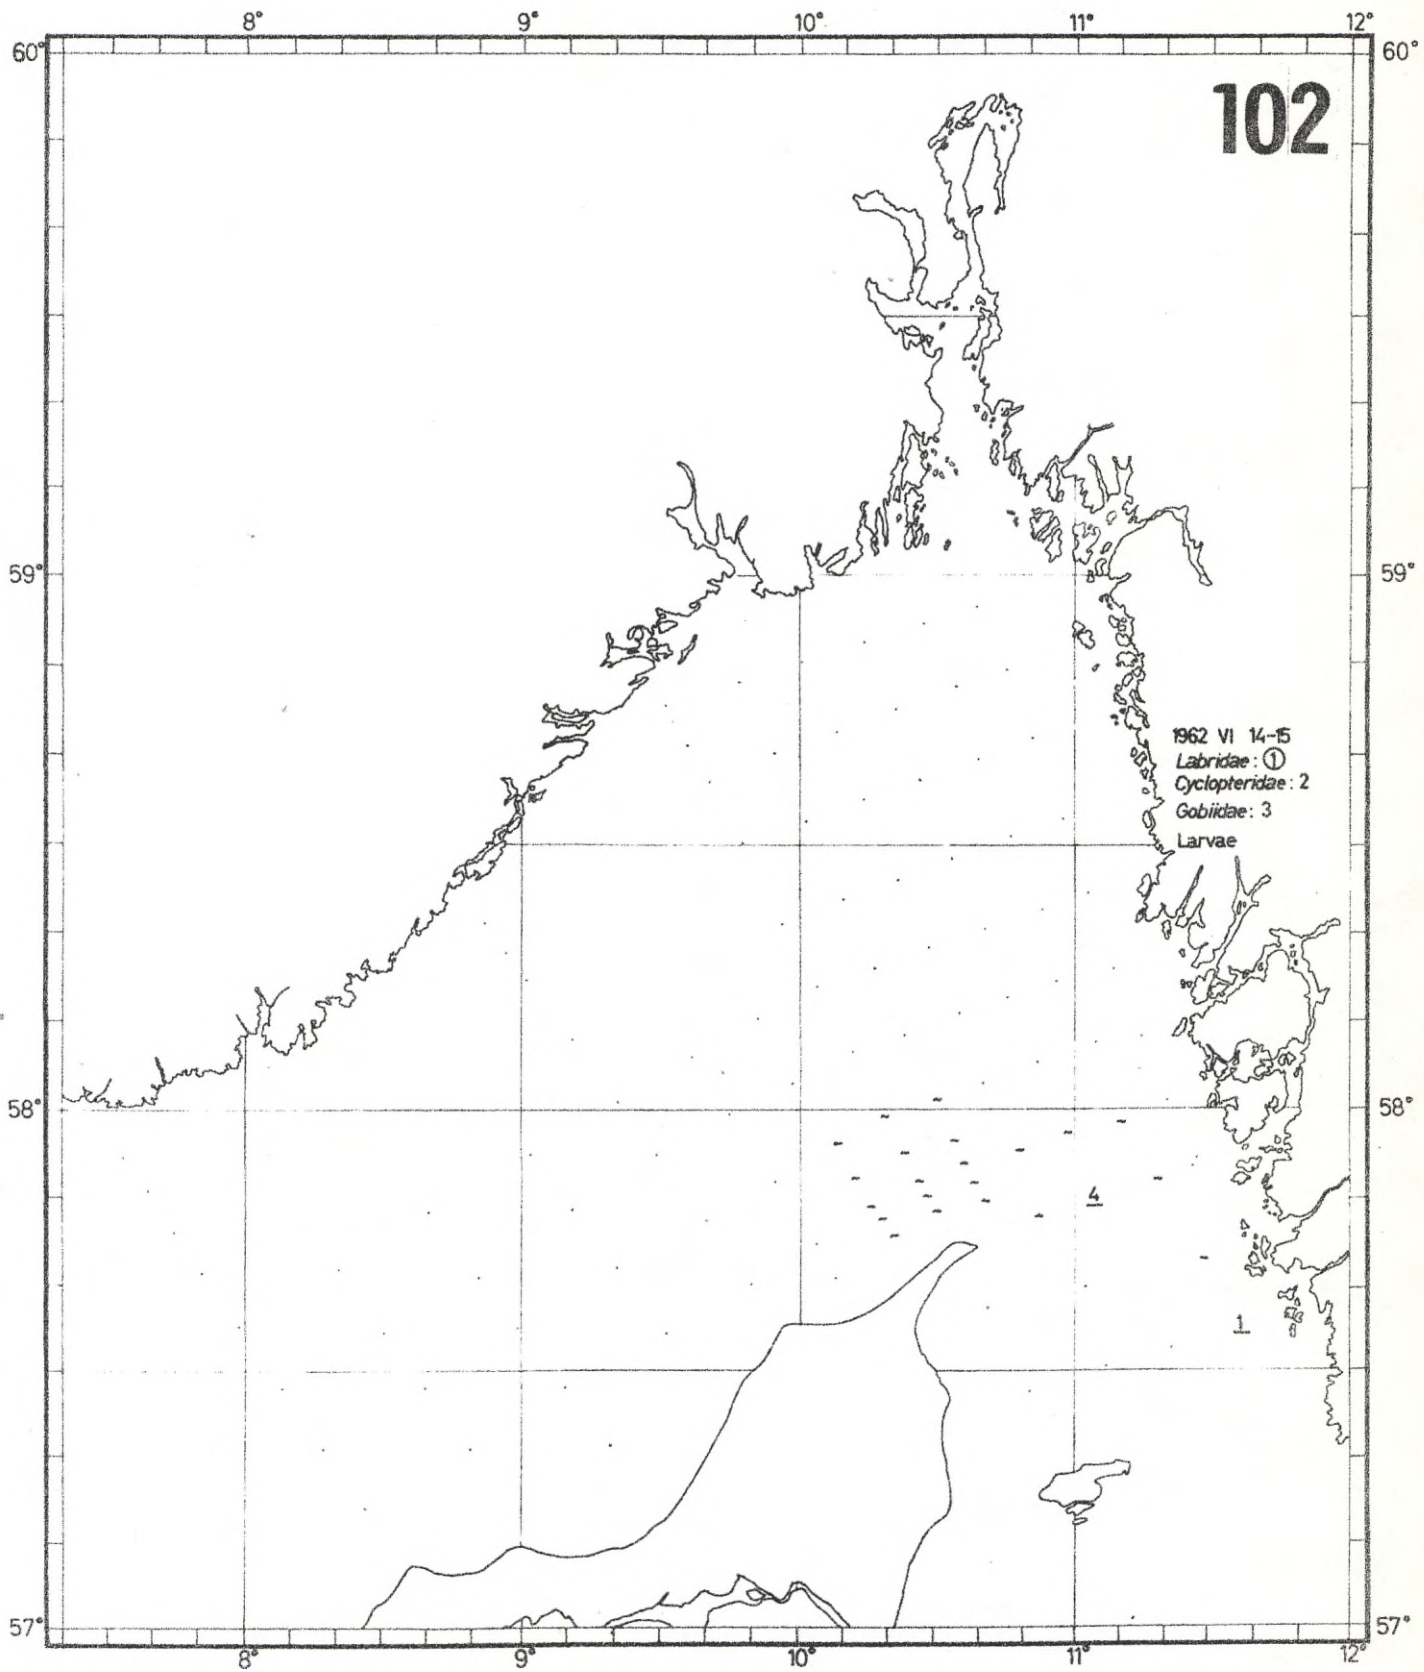 8° 9° 10° 11° 12°
60° 60°
102
59° 59°
1962 VI 14-15
Labridae: ①
Cyclopteridae: 2
Gobiidae: 3
Larvae
58° 58°
4
1
57° 57°
8° 9° 10° 11° 12°